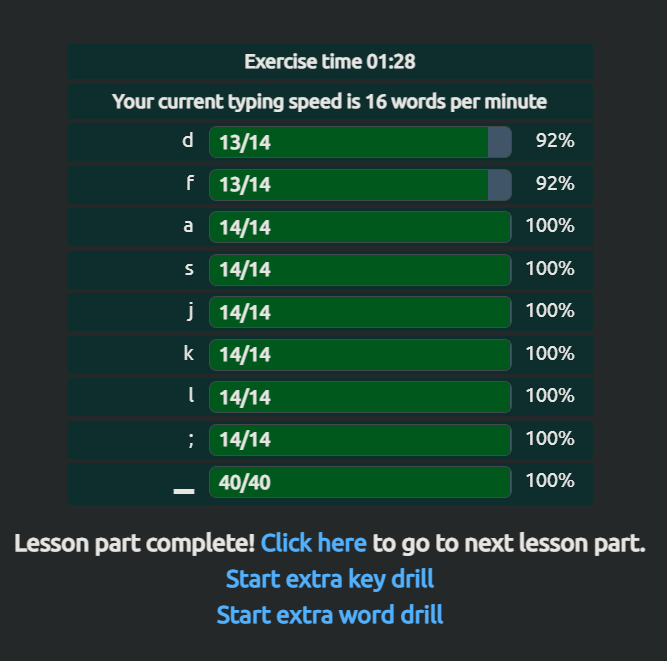 Exercise time 01:28
Your current typing speed is 16 words per minute
d 13/14 92%
f 13/14 92%
a 14/14 100%
s 14/14 100%
j 14/14 100%
k 14/14 100%
l 14/14 100%
; 14/14 100%
_ 40/40 100%
Lesson part complete! Click here to go to next lesson part.
Start extra key drill
Start extra word drill